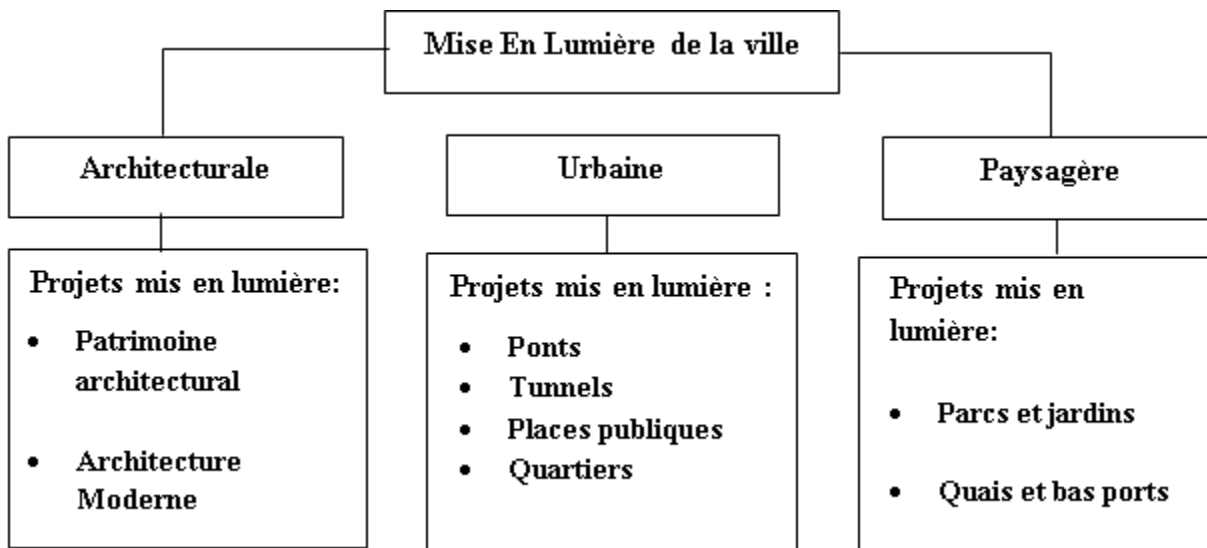 Mise En Lumière de la ville
Architecturale
Urbaine
Paysagère
Projets mis en lumière:
• Patrimoine
architectural
• Architecture
Moderne
Projets mis en lumière :
• Ponts
• Tunnels
• Places publiques
• Quartiers
Projets mis en
lumière:
• Parcs et jardins
• Quais et bas ports